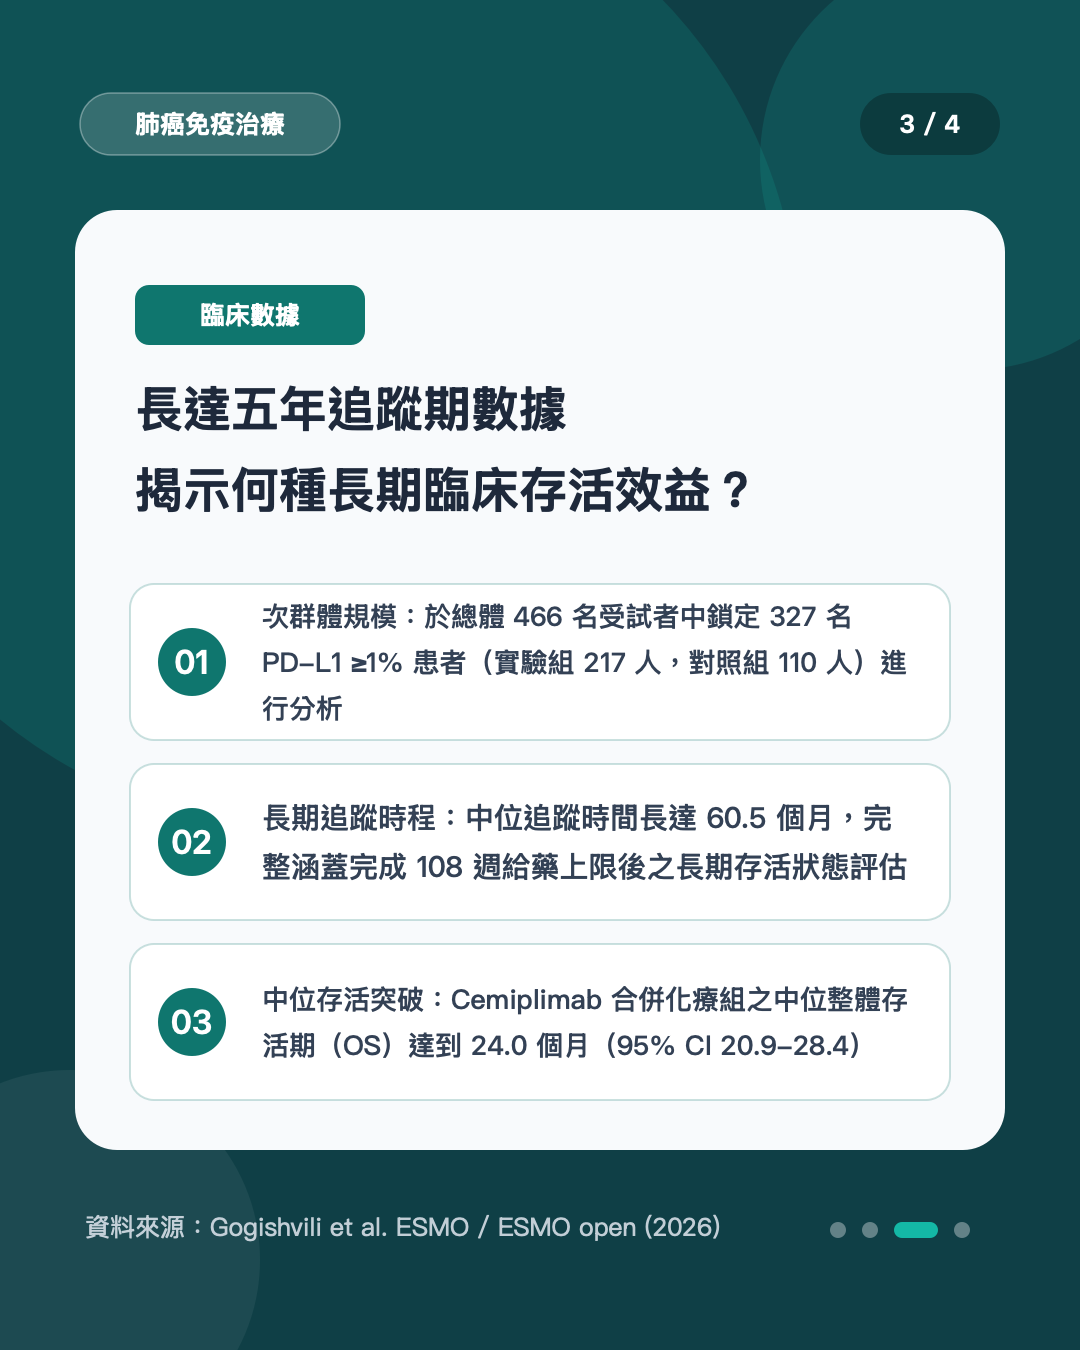 肺癌免疫治療
3 / 4
臨床數據
長達五年追蹤期數據
揭示何種長期臨床存活效益？
01
次群體規模：於總體 466 名受試者中鎖定 327 名
PD–L1 ≥1% 患者（實驗組 217 人，對照組 110 人）進
行分析
02
長期追蹤時程：中位追蹤時間長達 60.5 個月，完
整涵蓋完成 108 週給藥上限後之長期存活狀態評估
03
中位存活突破：Cemiplimab 合併化療組之中位整體存
活期（OS）達到 24.0 個月（95% CI 20.9–28.4）
資料來源：Gogishvili et al. ESMO / ESMO open (2026)